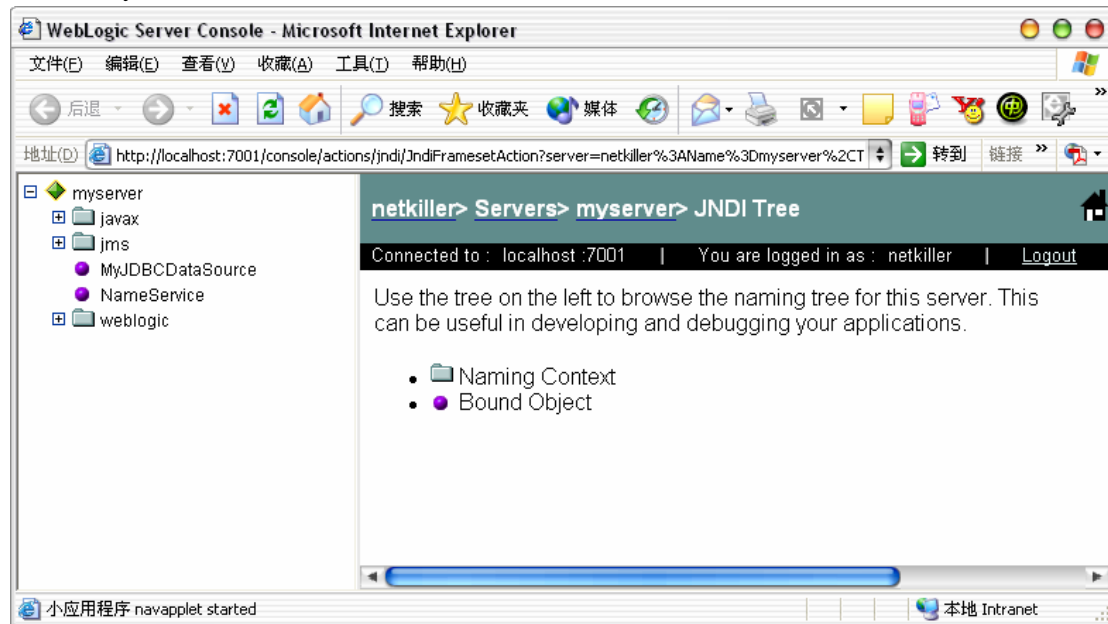 WebLogic Server Console - Microsoft Internet Explorer
文件(F) 编辑(E) 查看(V) 收藏(A) 工具(T) 帮助(H)
后退 搜索 收藏夹 媒体 »
地址(D) http://localhost:7001/console/actions/jndi/JndiFramesetAction?server=netkiller%3AName%3Dmyserver%2CT 转到 链接 »
myserver
javax
jms
MyJDBCDataSource
NameService
weblogic
netkiller> Servers> myserver> JNDI Tree
Connected to : localhost :7001 | You are logged in as : netkiller | Logout
Use the tree on the left to browse the naming tree for this server. This
can be useful in developing and debugging your applications.
• Naming Context
• Bound Object
小应用程序 navapplet started 本地 Intranet